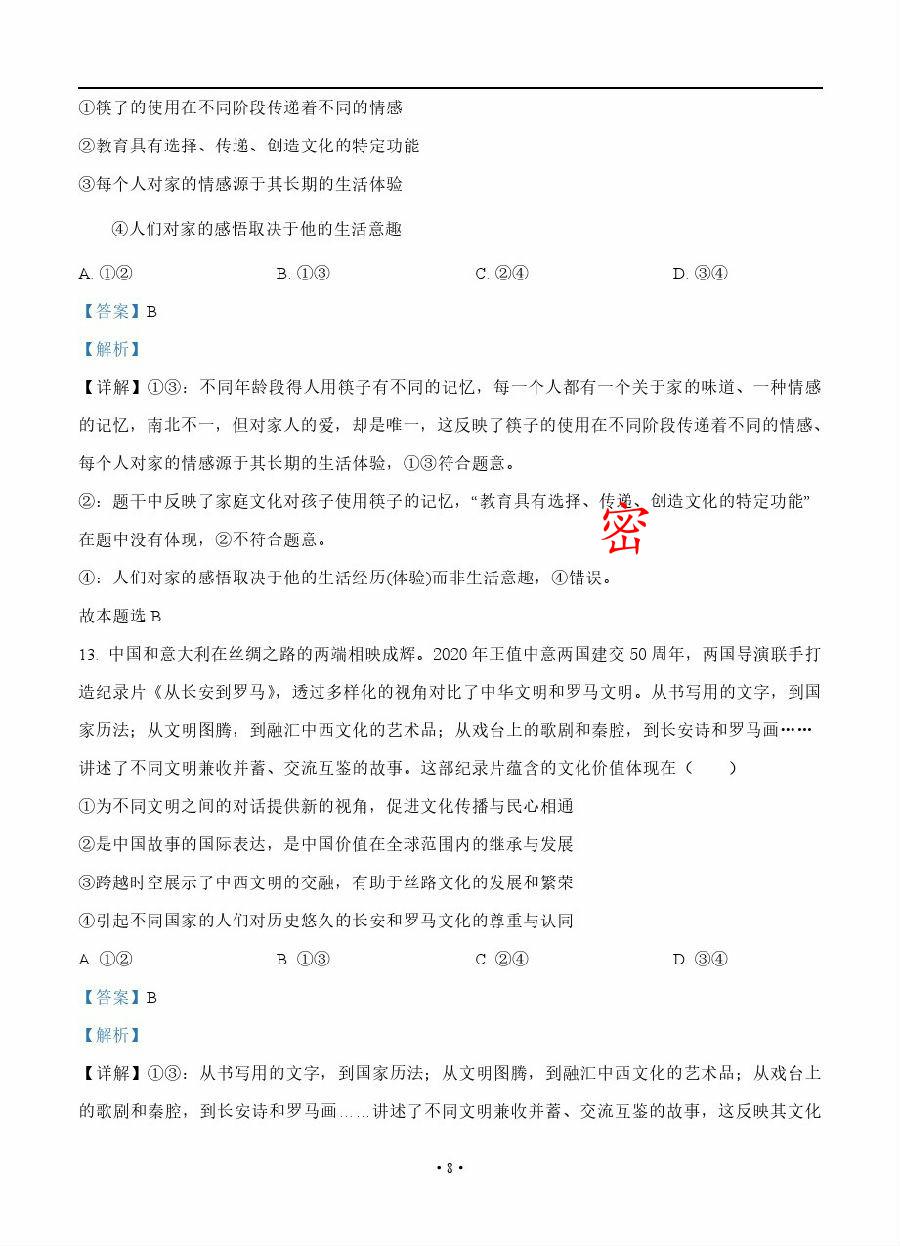 ①筷了的使用在不同阶段传递着不同的情感
②教育具有选择、传递、创造文化的特定功能
③每个人对家的情感源于其长期的生活体验
④人们对家的感悟取决于他的生活意趣
A. ①② B. ①③ C. ②④ D. ③④
【答案】B
【解析】
【详解】①③：不同年龄段得人用筷子有不同的记忆，每一个人都有一个关于家的味道、一种情感
的记忆，南北不一，但对家人的爱，却是唯一，这反映了筷子的使用在不同阶段传递着不同的情感、
每个人对家的情感源于其长期的生活体验，①③符合题意。
②：题干中反映了家庭文化对孩子使用筷子的记忆，“教育具有选择、传递、创造文化的特定功能”
密
在题中没有体现，②不符合题意。
④：人们对家的感悟取决于他的生活经历(体验)而非生活意趣，④错误。
故本题选 B
13. 中国和意大利在丝绸之路的两端相映成辉。2020 年王值中意两国建交 50 周年，两国导演联手打
造纪录片《从长安到罗马》，透过多样化的视角对比了中华文明和罗马文明。从书写用的文字，到国
家历法；从文明图腾，到融汇中西文化的艺术品；从戏台上的歌剧和秦腔，到长安诗和罗马画……
讲述了不同文明兼收并蓄、交流互鉴的故事。这部纪录片蕴含的文化价值体现在（ ）
①为不同文明之间的对话提供新的视角，促进文化传播与民心相通
②是中国故事的国际表达，是中国价值在全球范围内的继承与发展
③跨越时空展示了中西文明的交融，有助于丝路文化的发展和繁荣
④引起不同国家的人们对历史悠久的长安和罗马文化的尊重与认同
A. ①② B. ①③ C. ②④ D. ③④
【答案】B
【解析】
【详解】①③：从书写用的文字，到国家历法；从文明图腾，到融汇中西文化的艺术品；从戏台上
的歌剧和秦腔，到长安诗和罗马画……讲述了不同文明兼收并蓄、交流互鉴的故事，这反映其文化
• 8 •